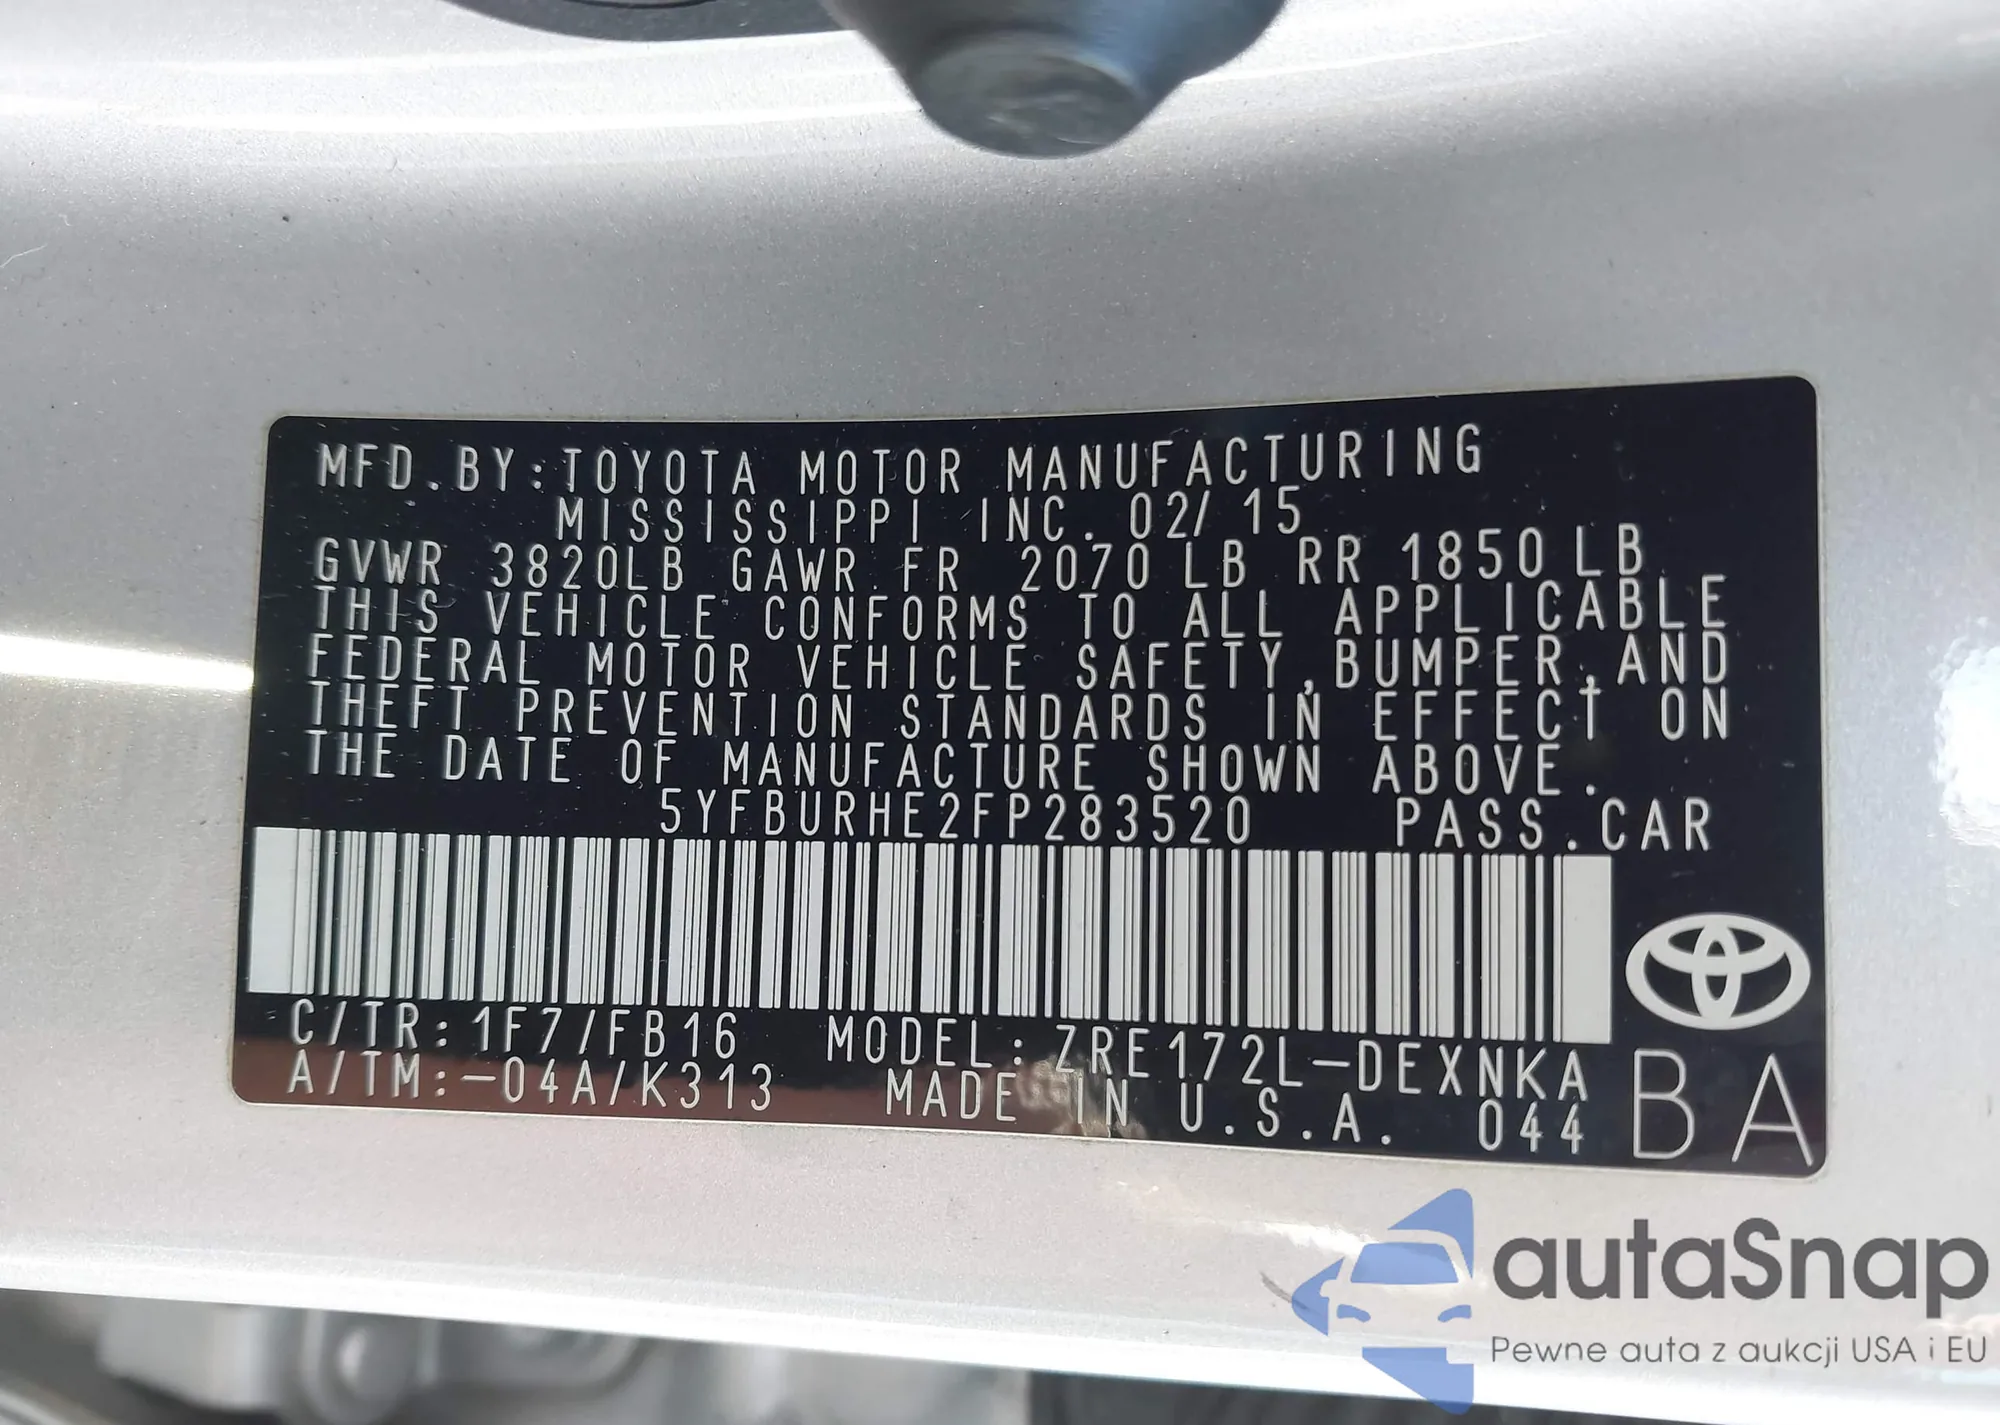 MFD.BY:TOYOTA MOTOR MANUFACTURING
MISSISSIPPI INC. 02/15
GVWR 3820LB GAWR FR 2070 LB RR 1850 LB
THIS VEHICLE CONFORMS TO ALL APPLICABLE
FEDERAL MOTOR VEHICLE SAFETY,BUMPER,AND
THEFT PREVENTION STANDARDS IN EFFECT ON
THE DATE OF MANUFACTURE SHOWN ABOVE.
5YFBURHE2FP283520 PASS.CAR
C/TR:1F7/FB16 MODEL:ZRE172L-DEXNKA
A/TM:-04A/K313 MADE IN U.S.A. 044
BA
autaSnap
Pewne auta z aukcji USA i EU